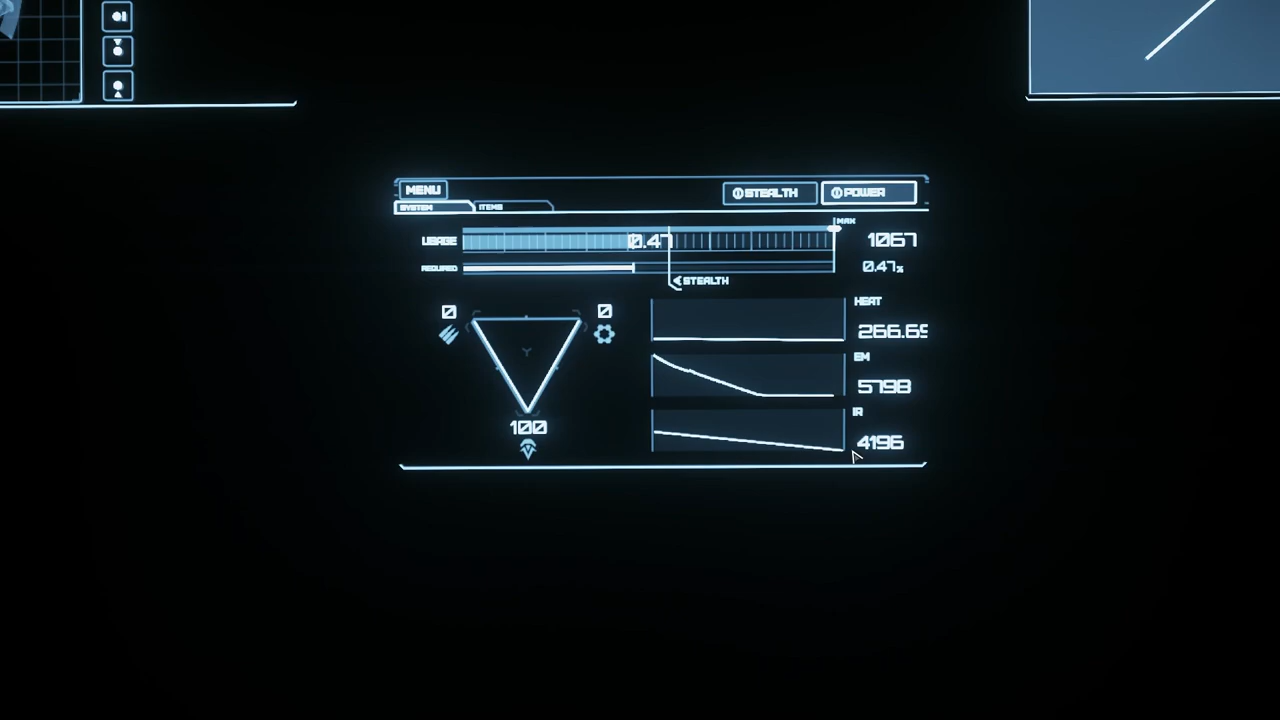 MENU
STEALTH
POWER
SYSTEM
ITEMS
MAX
USAGE
0.47
1067
REQUIRED
0.47%
STEALTH
HEAT
0
0
266.69
EM
5798
IR
100
4196